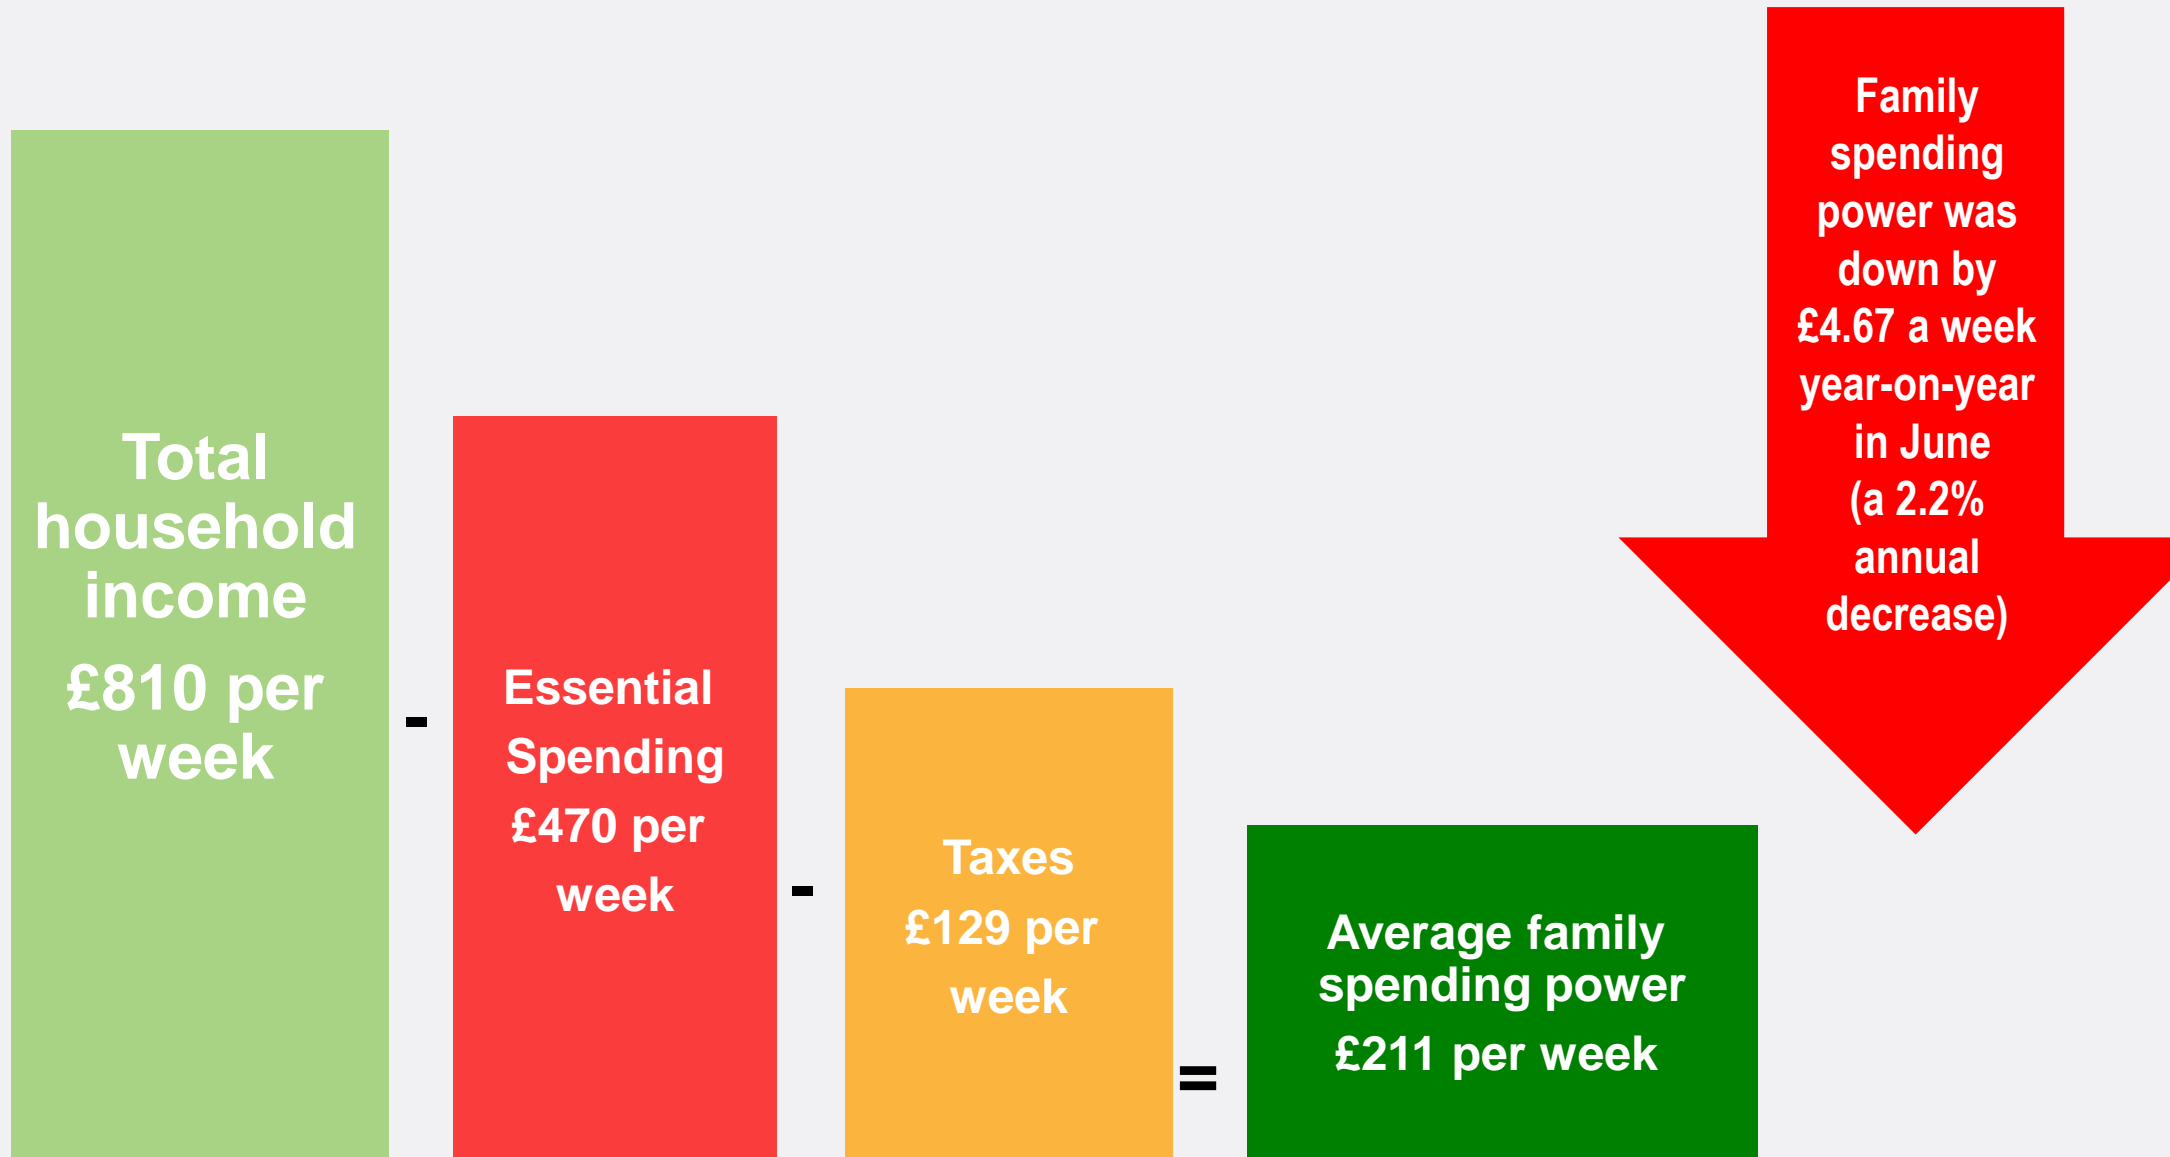 Total
household
income
£810 per
week
-
Essential
Spending
£470 per
week
-
Taxes
£129 per
week
=
Average family
spending power
£211 per week
Family
spending
power was
down by
£4.67 a week
year-on-year
in June
(a 2.2%
annual
decrease)